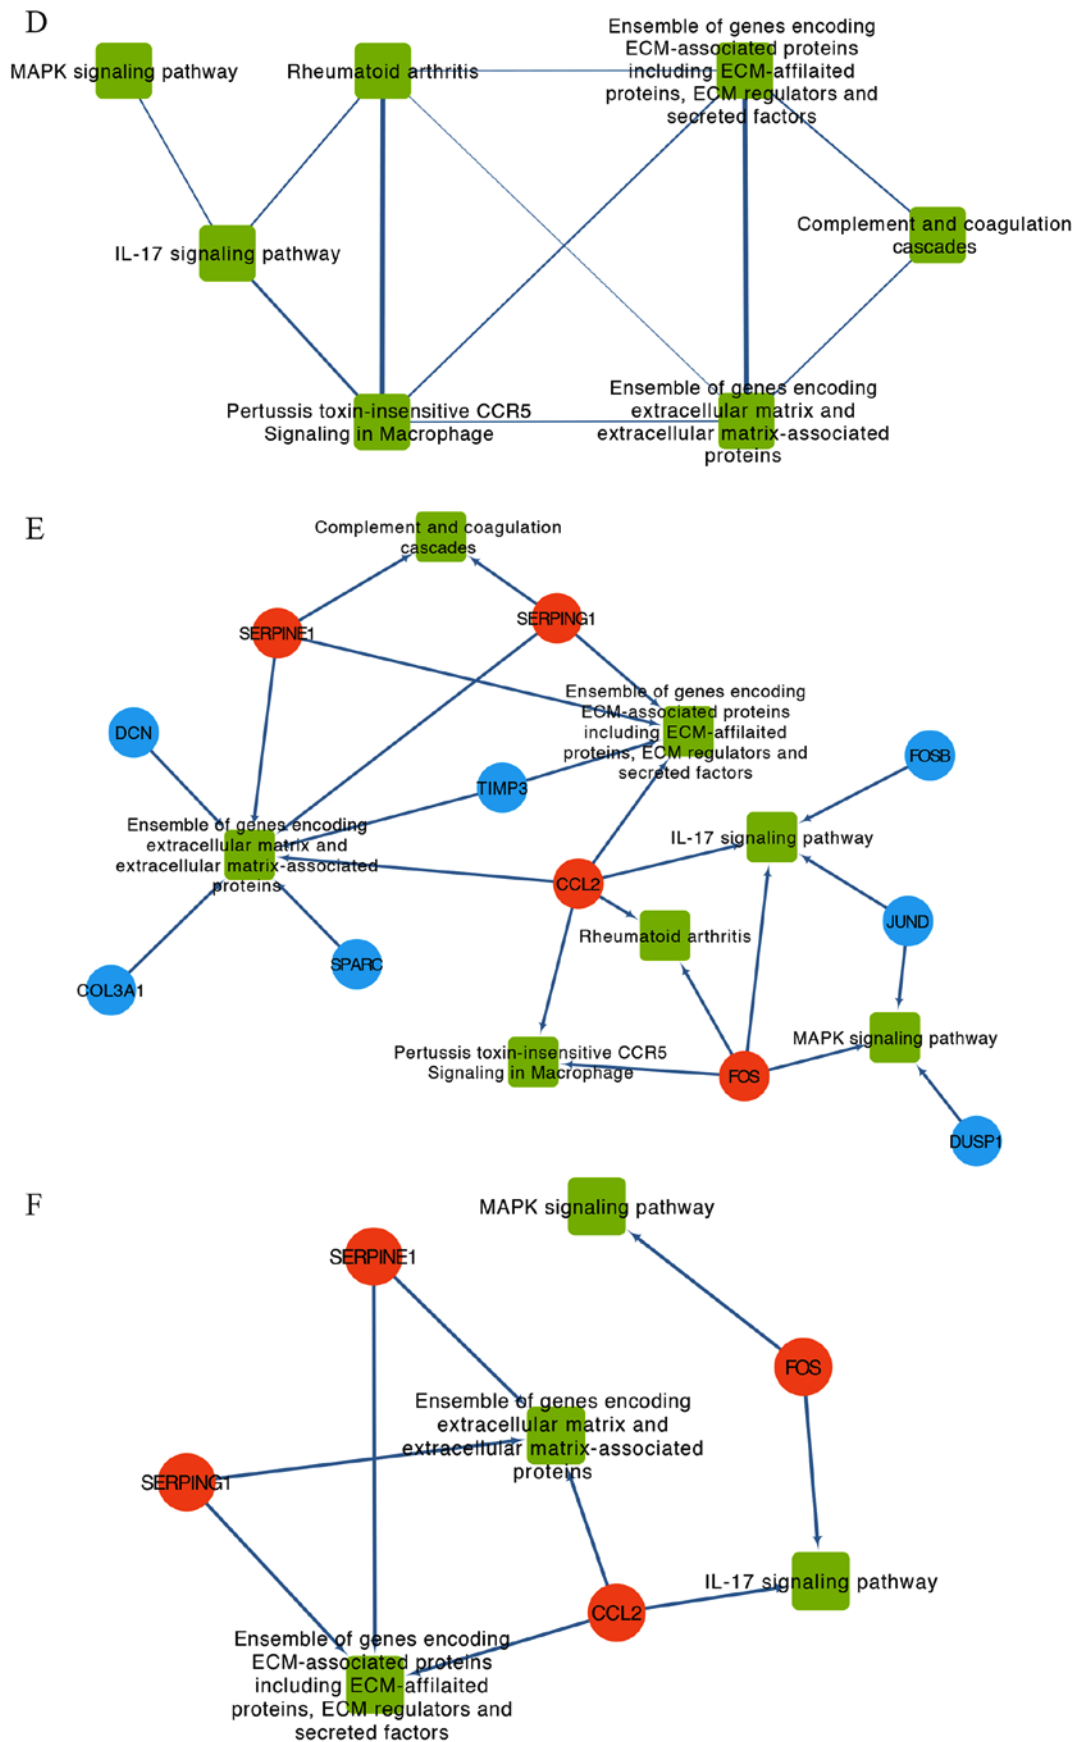 D
MAPK signaling pathway
Rheumatoid arthritis
Ensemble of genes encoding
ECM-associated proteins
including ECM-affilaited
proteins, ECM regulators and
secreted factors
Complement and coagulation
cascades
IL-17 signaling pathway
Pertussis toxin-insensitive CCR5
Signaling in Macrophage
Ensemble of genes encoding
extracellular matrix and
extracellular matrix-associated
proteins
E
Complement and coagulation
cascades
SERPINE1
SERPING1
Ensemble of genes encoding
ECM-associated proteins
including ECM-affilaited
proteins, ECM regulators and
secreted factors
DCN
FOSB
TIMP3
Ensemble of genes encoding
extracellular matrix and
extracellular matrix-associated
proteins
IL-17 signaling pathway
CCL2
JUND
Rheumatoid arthritis
SPARC
COL3A1
MAPK signaling pathway
Pertussis toxin-insensitive CCR5
Signaling in Macrophage
FOS
DUSP1
F
MAPK signaling pathway
SERPINE1
FOS
Ensemble of genes encoding
extracellular matrix and
extracellular matrix-associated
proteins
SERPING1
IL-17 signaling pathway
CCL2
Ensemble of genes encoding
ECM-associated proteins
including ECM-affilaited
proteins, ECM regulators and
secreted factors